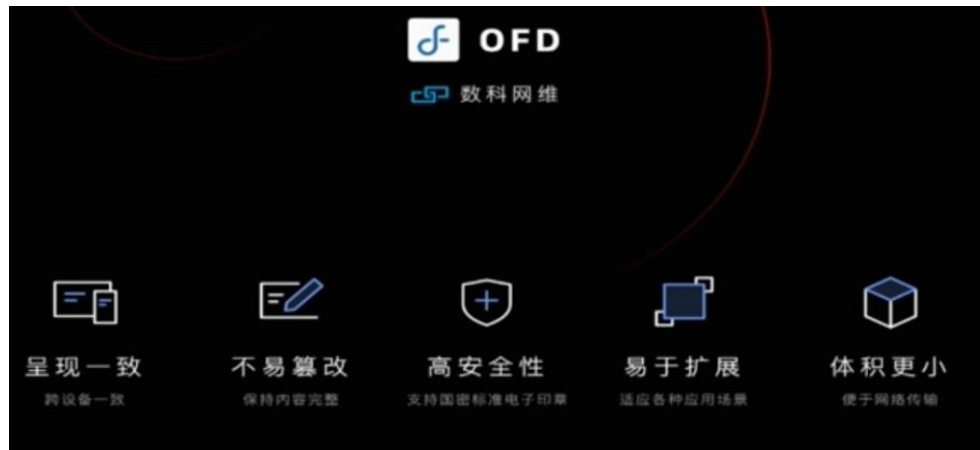 OFD
数科网维
呈现一致
不易篡改
高安全性
易于扩展
体积更小
跨设备一致
保持内容完整
支持国密标准电子印章
适应各种应用场景
便于网络传输